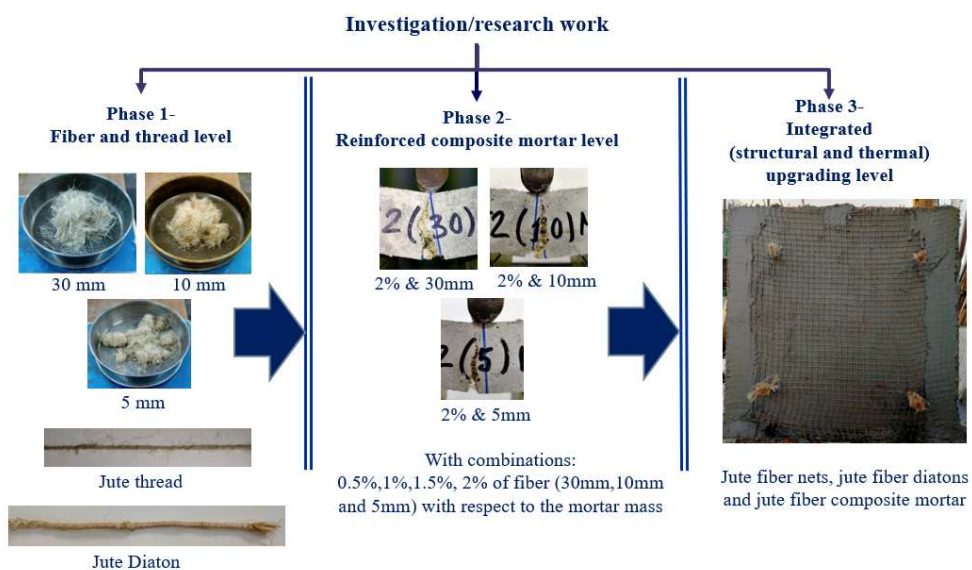 Investigation/research work
Phase 1-
Fiber and thread level
30 mm
10 mm
5 mm
Jute thread
Jute Diaton
Phase 2-
Reinforced composite mortar level
2(30)
2(10)M
2% & 30mm
2% & 10mm
2(5)
2% & 5mm
With combinations:
0.5%,1%,1.5%, 2% of fiber (30mm,10mm
and 5mm) with respect to the mortar mass
Phase 3-
Integrated
(structural and thermal)
upgrading level
Jute fiber nets, jute fiber diatons
and jute fiber composite mortar